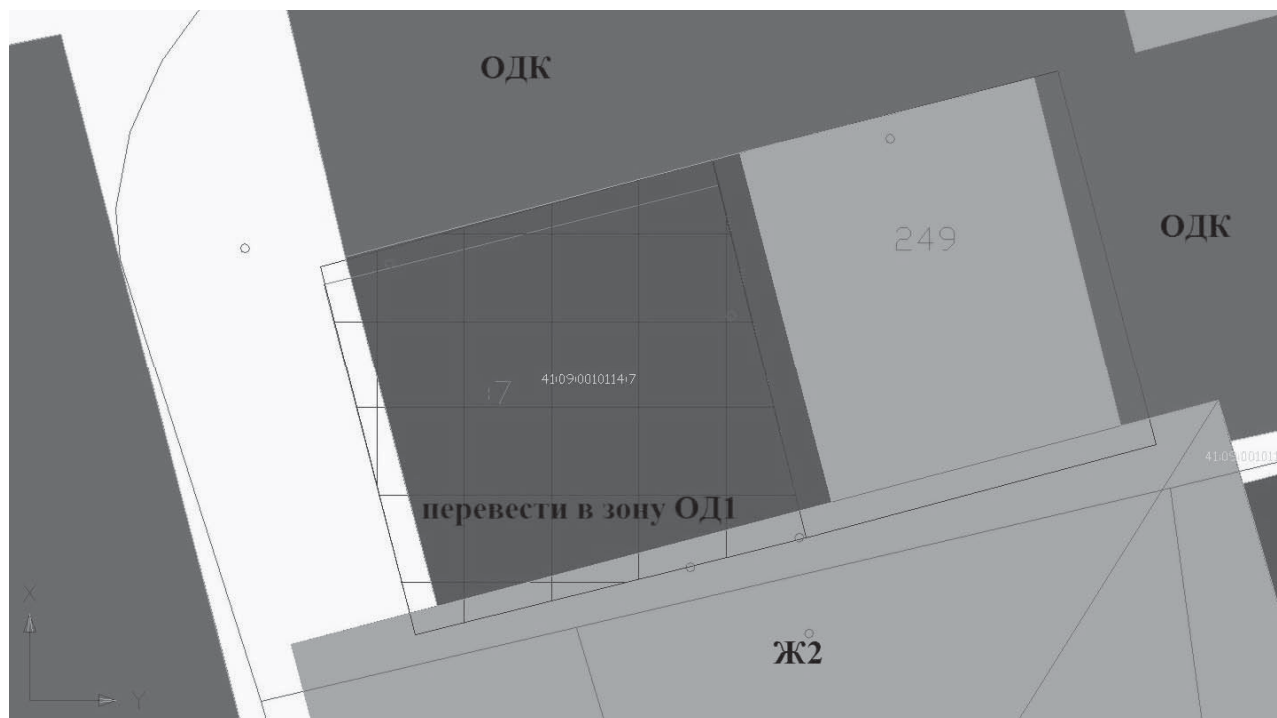 ОДК
ОДК
249
41:09:0010114:7
перевести в зону ОД1
Ж2
X
Y